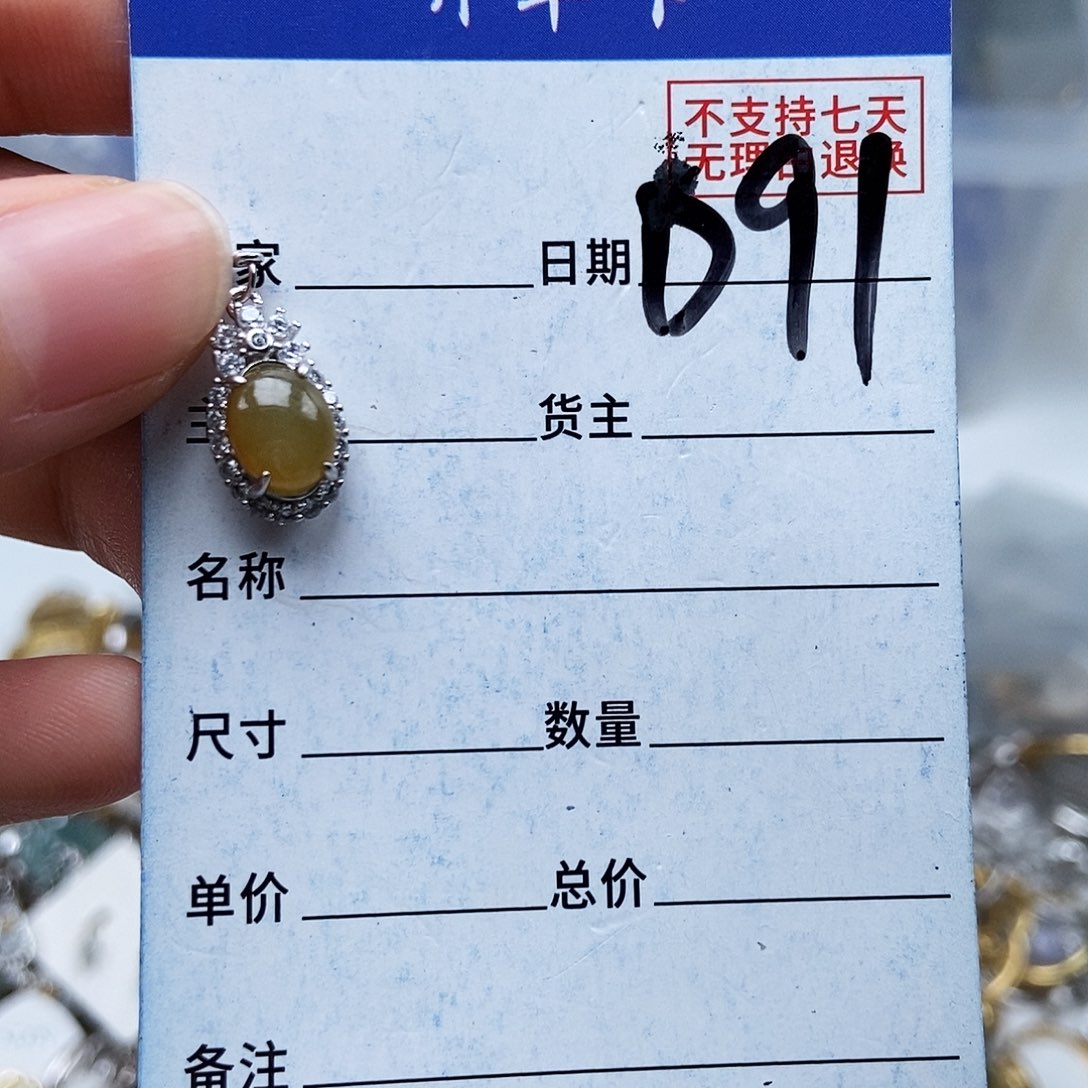 不支持七天
无理由退换
D91
家 日期
主 货主
名称
尺寸 数量
单价 总价
备注